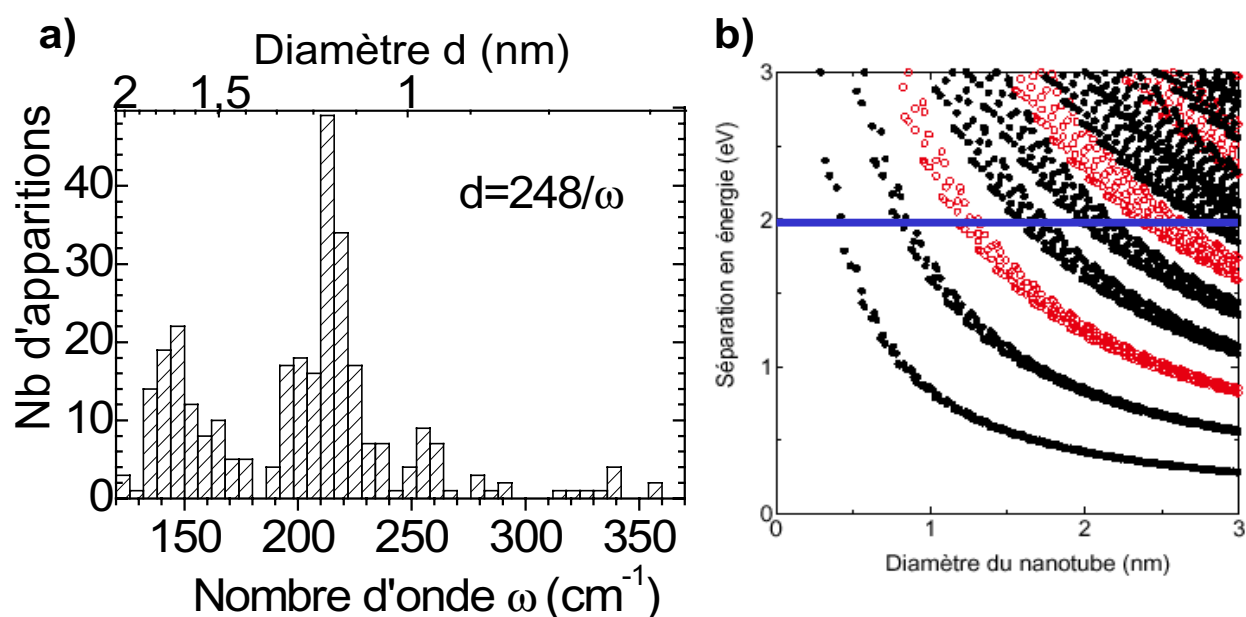 a)
Diamètre d (nm)
2 1,5 1
Nb d'apparitions
40
30
20
10
0
d=248/ω
150 200 250 300 350
Nombre d'onde ω (cm⁻¹)
b)
Séparation en énergie (eV)
3
2
1
0
0 1 2 3
Diamètre du nanotube (nm)